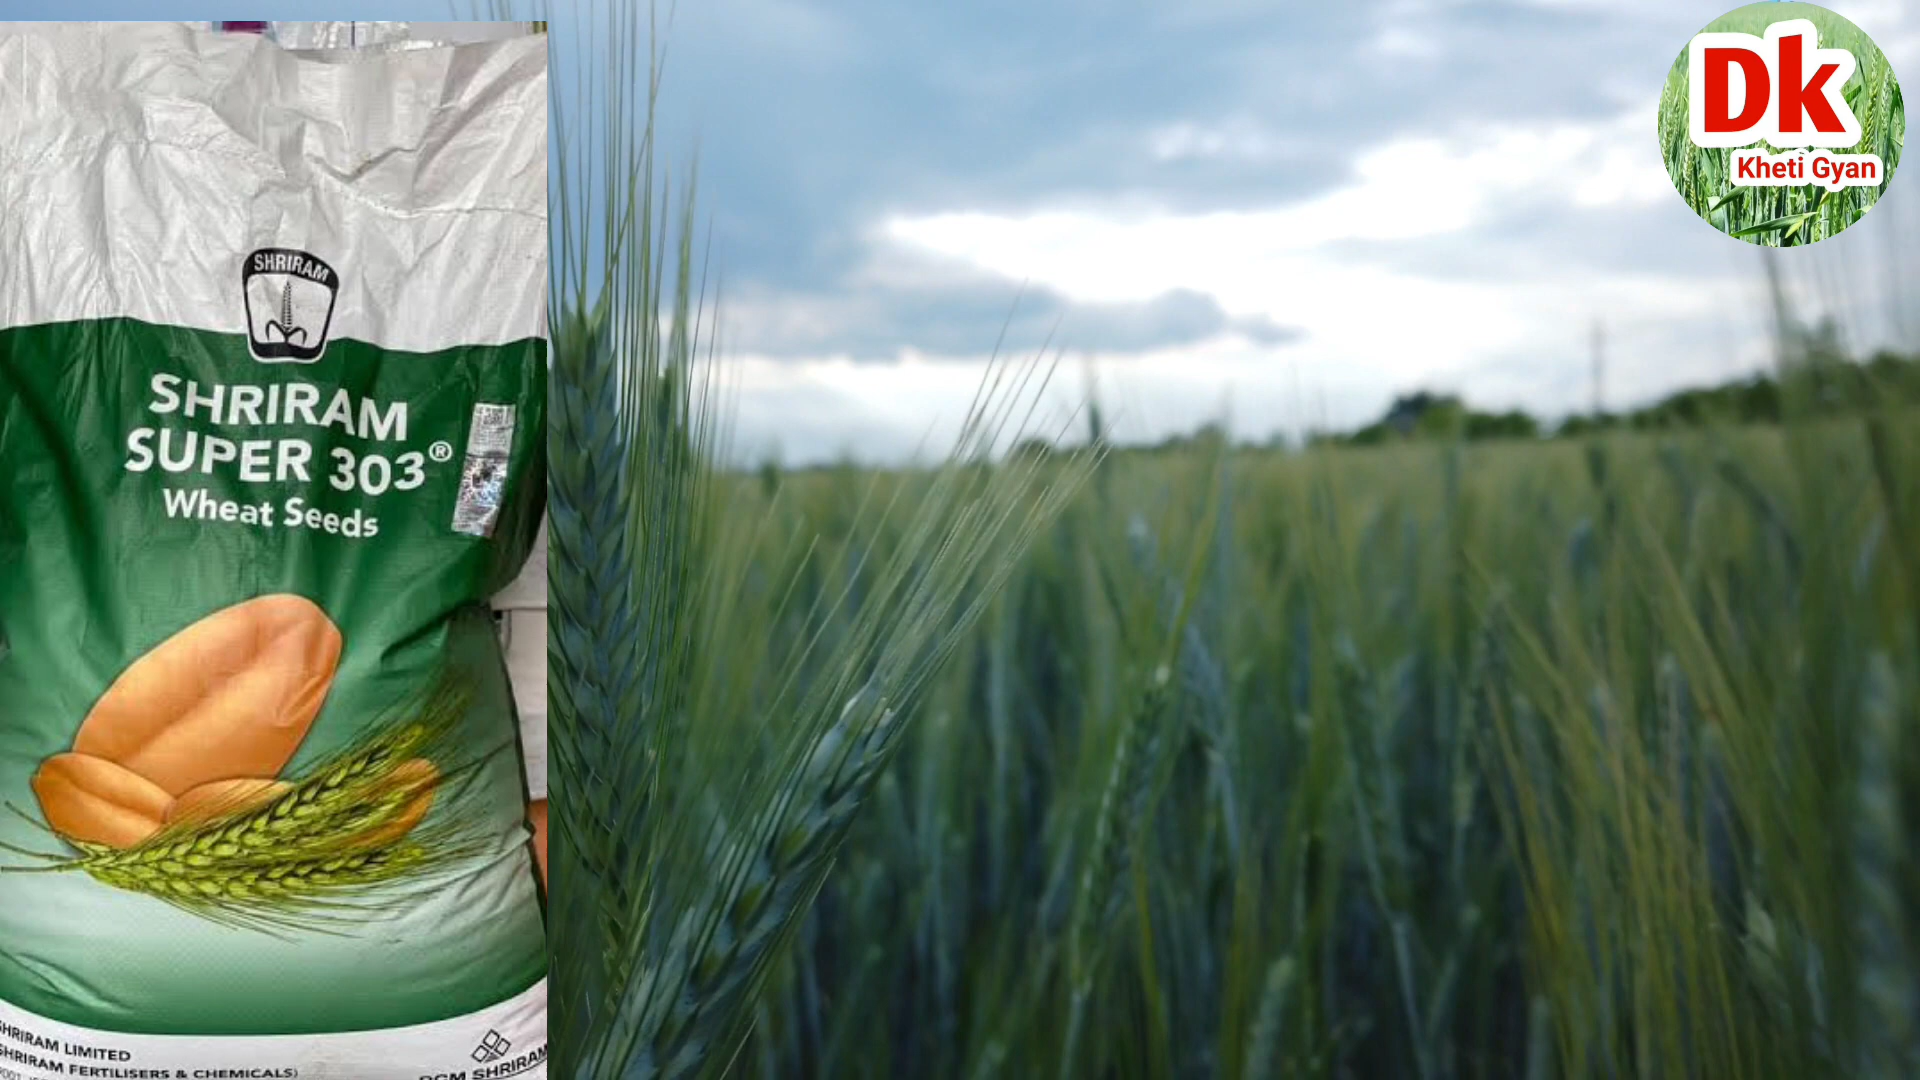 SHRIRAM
SHRIRAM
SUPER 303®
Wheat Seeds
SHRIRAM LIMITED
SHRIRAM FERTILISERS & CHEMICALS)
DCM SHRIRAM
Dk
Kheti Gyan